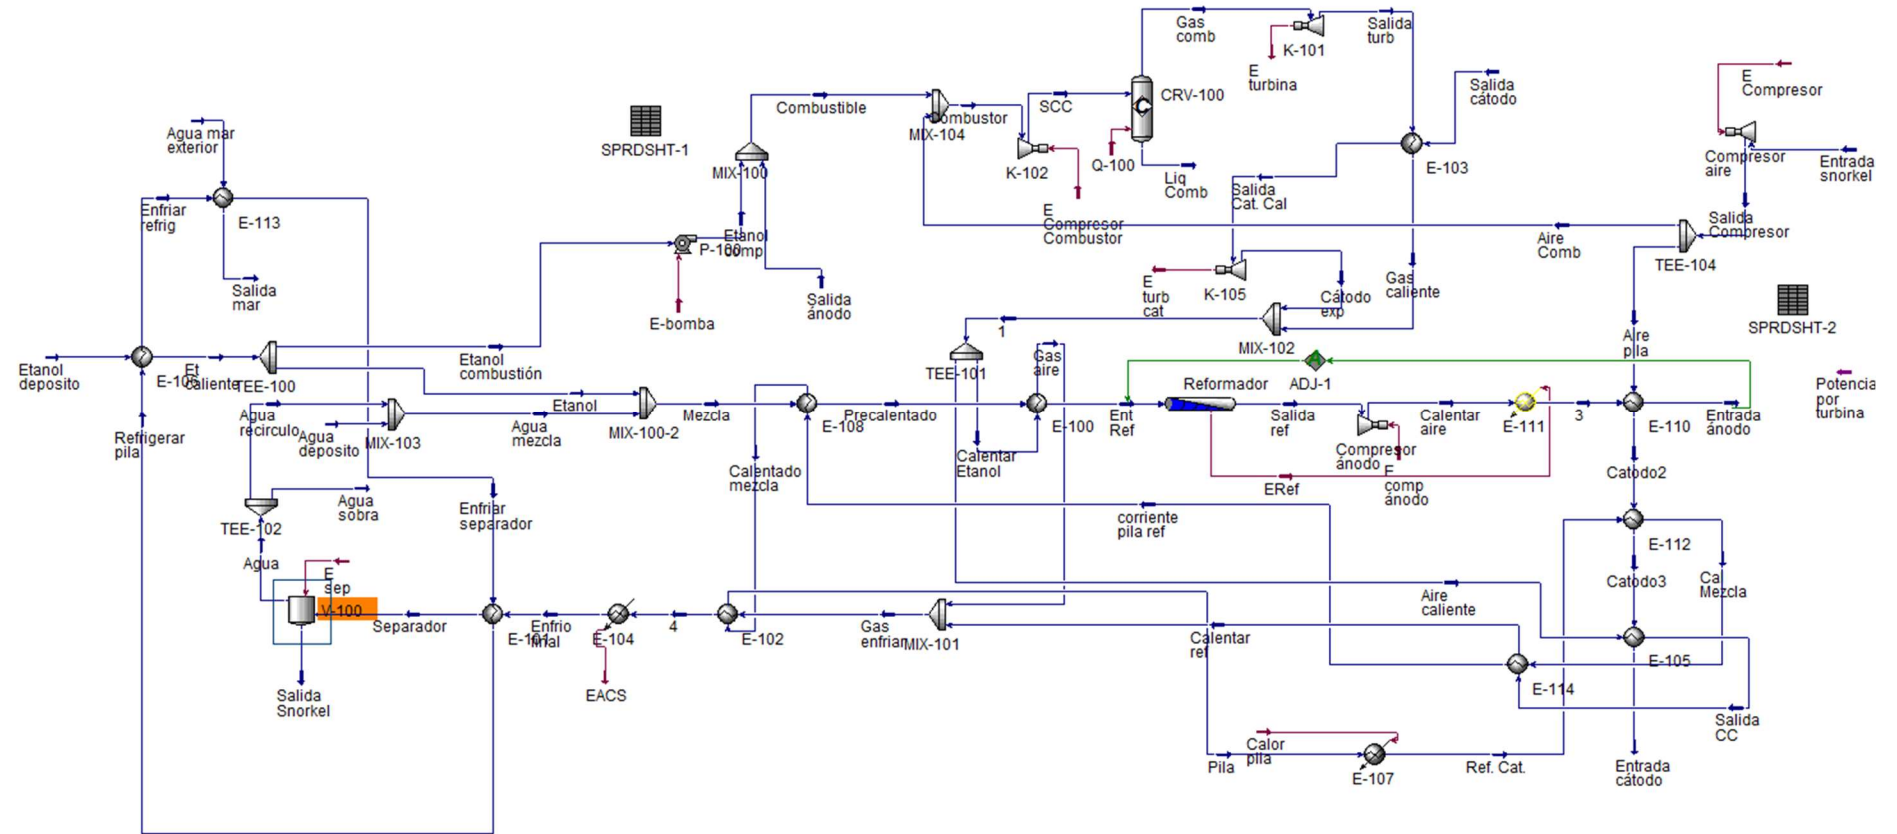 Gas
comb
Salida
turb
K-101
E
turbina
E
Compresor
Salida
cátodo
Combustible
SCC
CRV-100
Combustor
MIX-104
Agua mar
exterior
SPRDSHT-1
MIX-100
K-102
Q-100
Liq
Comb
E-103
Compresor
aire
Entrada
snorkel
Enfriar
refrig
E-113
E
Compresor
Combustor
Salida
Cat. Cal
Salida
Compresor
P-100
Etanol
comp
Aire
Comb
TEE-104
Salida
mar
Salida
ánodo
E
turb
cat
K-105
Cátodo
exp
Gas
caliente
E-bomba
SPRDSHT-2
1
MIX-102
Aire
pila
Etanol
deposito
E-106
Et
caliente
TEE-100
Etanol
combustión
TEE-101
Gas
aire
ADJ-1
Potencia
por
turbina
Reformador
Agua
recirculo
Etanol
Mezcla
E-108
Precalentado
E-100
Ent
Ref
Salida
ref
Calentar
aire
E-111
3
E-110
Entrada
ánodo
Refrigerar
pila
Agua
deposito
MIX-103
Agua
mezcla
MIX-100-2
Calentar
Etanol
Compresor
ánodo
E
comp
ánodo
Calentado
mezcla
ERef
Catodo2
Agua
sobra
TEE-102
Enfriar
separador
corriente
pila ref
E-112
Agua
E
sep
Catodo3
Cal
Mezcla
V-100
Separador
E-101
Enfrio
final
E-104
4
E-102
Gas
enfriar
MIX-101
Calentar
ref
Aire
caliente
E-105
E-114
Salida
Snorkel
EACS
Salida
CC
Calor
pila
Pila
E-107
Ref. Cat.
Entrada
cátodo